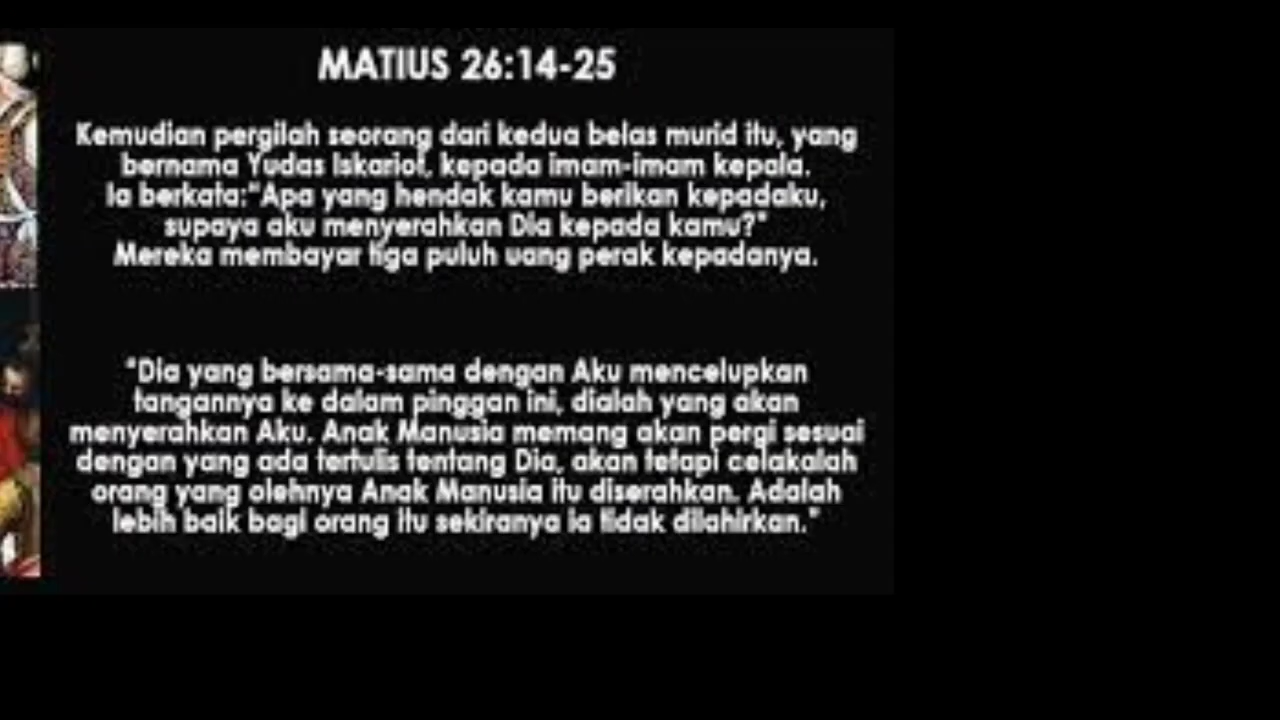 MATIUS 26:14-25
Kemudian pergilah seorang dari kedua belas murid itu, yang
bernama Yudas Iskariot, kepada imam-imam kepala.
Ia berkata:"Apa yang hendak kamu berikan kepadaku,
supaya aku menyerahkan Dia kepada kamu?"
Mereka membayar tiga puluh uang perak kepadanya.
"Dia yang bersama-sama dengan Aku mencelupkan
tangannya ke dalam pinggan ini, dialah yang akan
menyerahkan Aku. Anak Manusia memang akan pergi sesuai
dengan yang ada tertulis tentang Dia, akan tetapi celakalah
orang yang olehnya Anak Manusia itu diserahkan. Adalah
lebih baik bagi orang itu sekiranya ia tidak dilahirkan."